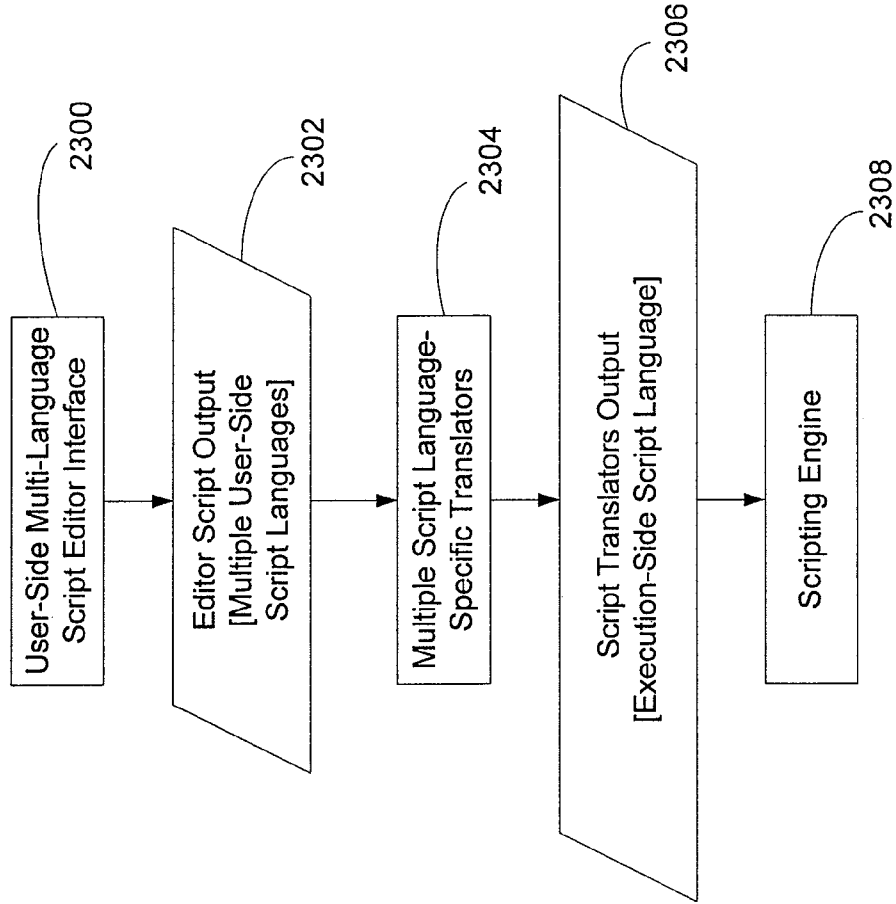 User-Side Multi-Language
Script Editor Interface
2300
Editor Script Output
[Multiple User-Side
Script Languages]
2302
Multiple Script Language-
Specific Translators
2304
Script Translators Output
[Execution-Side Script Language]
2306
Scripting Engine
2308